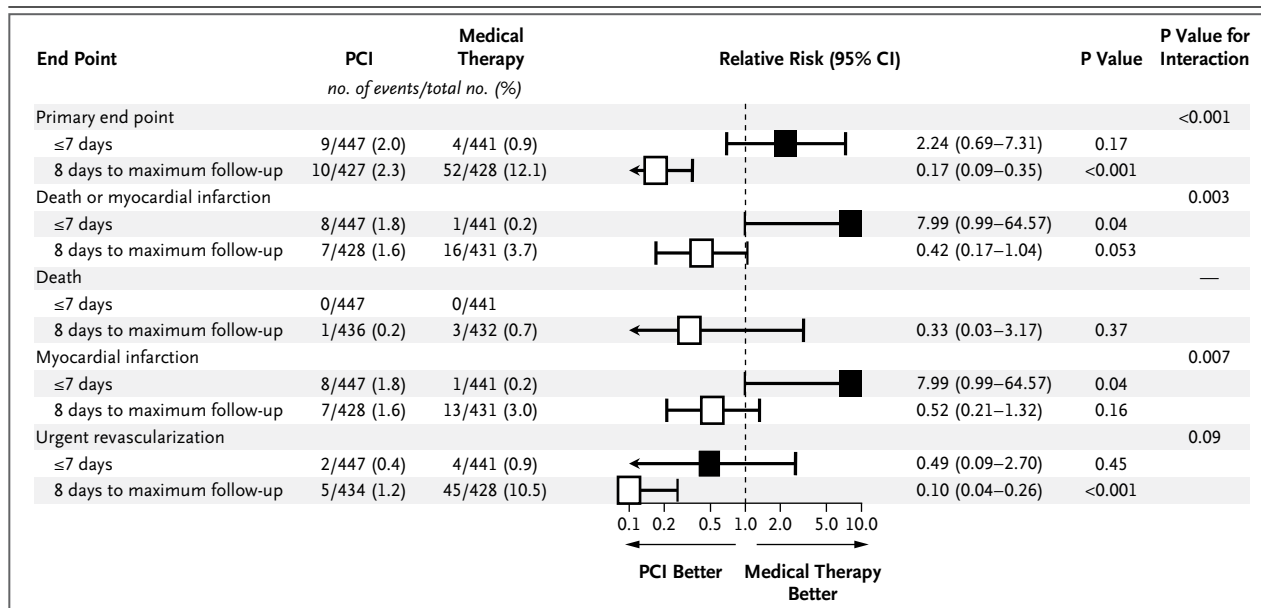 End Point PCI Medical Therapy Relative Risk (95% CI) P Value P Value for Interaction
no. of events/total no. (%)
Primary end point <0.001
≤7 days 9/447 (2.0) 4/441 (0.9) 2.24 (0.69–7.31) 0.17
8 days to maximum follow-up 10/427 (2.3) 52/428 (12.1) 0.17 (0.09–0.35) <0.001
Death or myocardial infarction 0.003
≤7 days 8/447 (1.8) 1/441 (0.2) 7.99 (0.99–64.57) 0.04
8 days to maximum follow-up 7/428 (1.6) 16/431 (3.7) 0.42 (0.17–1.04) 0.053
Death —
≤7 days 0/447 0/441
8 days to maximum follow-up 1/436 (0.2) 3/432 (0.7) 0.33 (0.03–3.17) 0.37
Myocardial infarction 0.007
≤7 days 8/447 (1.8) 1/441 (0.2) 7.99 (0.99–64.57) 0.04
8 days to maximum follow-up 7/428 (1.6) 13/431 (3.0) 0.52 (0.21–1.32) 0.16
Urgent revascularization 0.09
≤7 days 2/447 (0.4) 4/441 (0.9) 0.49 (0.09–2.70) 0.45
8 days to maximum follow-up 5/434 (1.2) 45/428 (10.5) 0.10 (0.04–0.26) <0.001
0.1 0.2 0.5 1.0 2.0 5.0 10.0
PCI Better Medical Therapy
Better